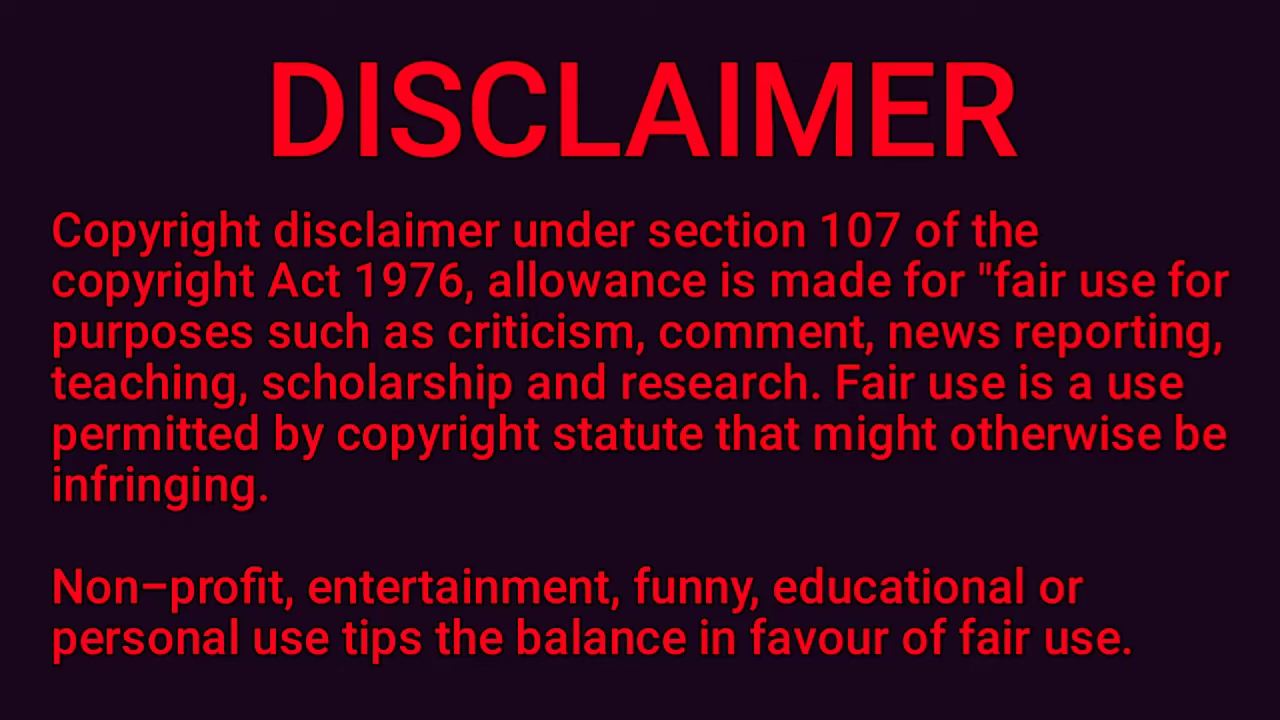 DISCLAIMER
Copyright disclaimer under section 107 of the
copyright Act 1976, allowance is made for "fair use for
purposes such as criticism, comment, news reporting,
teaching, scholarship and research. Fair use is a use
permitted by copyright statute that might otherwise be
infringing.
Non–profit, entertainment, funny, educational or
personal use tips the balance in favour of fair use.